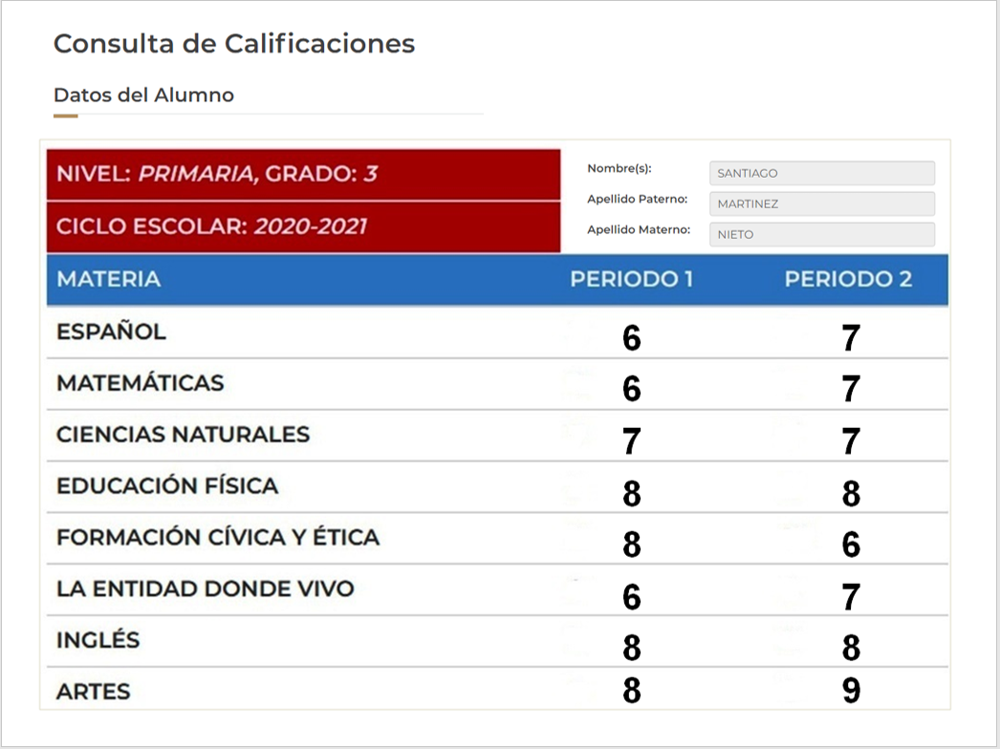 Consulta de Calificaciones
Datos del Alumno
NIVEL: PRIMARIA, GRADO: 3
CICLO ESCOLAR: 2020-2021
Nombre(s): SANTIAGO
Apellido Paterno: MARTINEZ
Apellido Materno: NIETO
MATERIA PERIODO 1 PERIODO 2
ESPAÑOL 6 7
MATEMÁTICAS 6 7
CIENCIAS NATURALES 7 7
EDUCACIÓN FÍSICA 8 8
FORMACIÓN CÍVICA Y ÉTICA 8 6
LA ENTIDAD DONDE VIVO 6 7
INGLÉS 8 8
ARTES 8 9